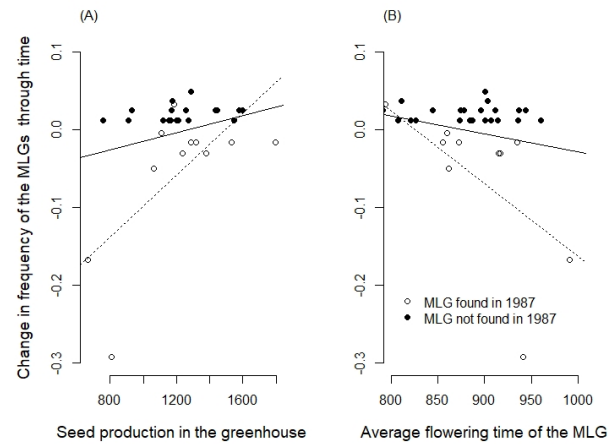 (A)
(B)
Change in frequency of the MLGs through time
0.1
0.0
-0.1
-0.2
-0.3
800 1200 1600
Seed production in the greenhouse
0.1
0.0
-0.1
-0.2
-0.3
MLG found in 1987
MLG not found in 1987
800 850 900 950 1000
Average flowering time of the MLG